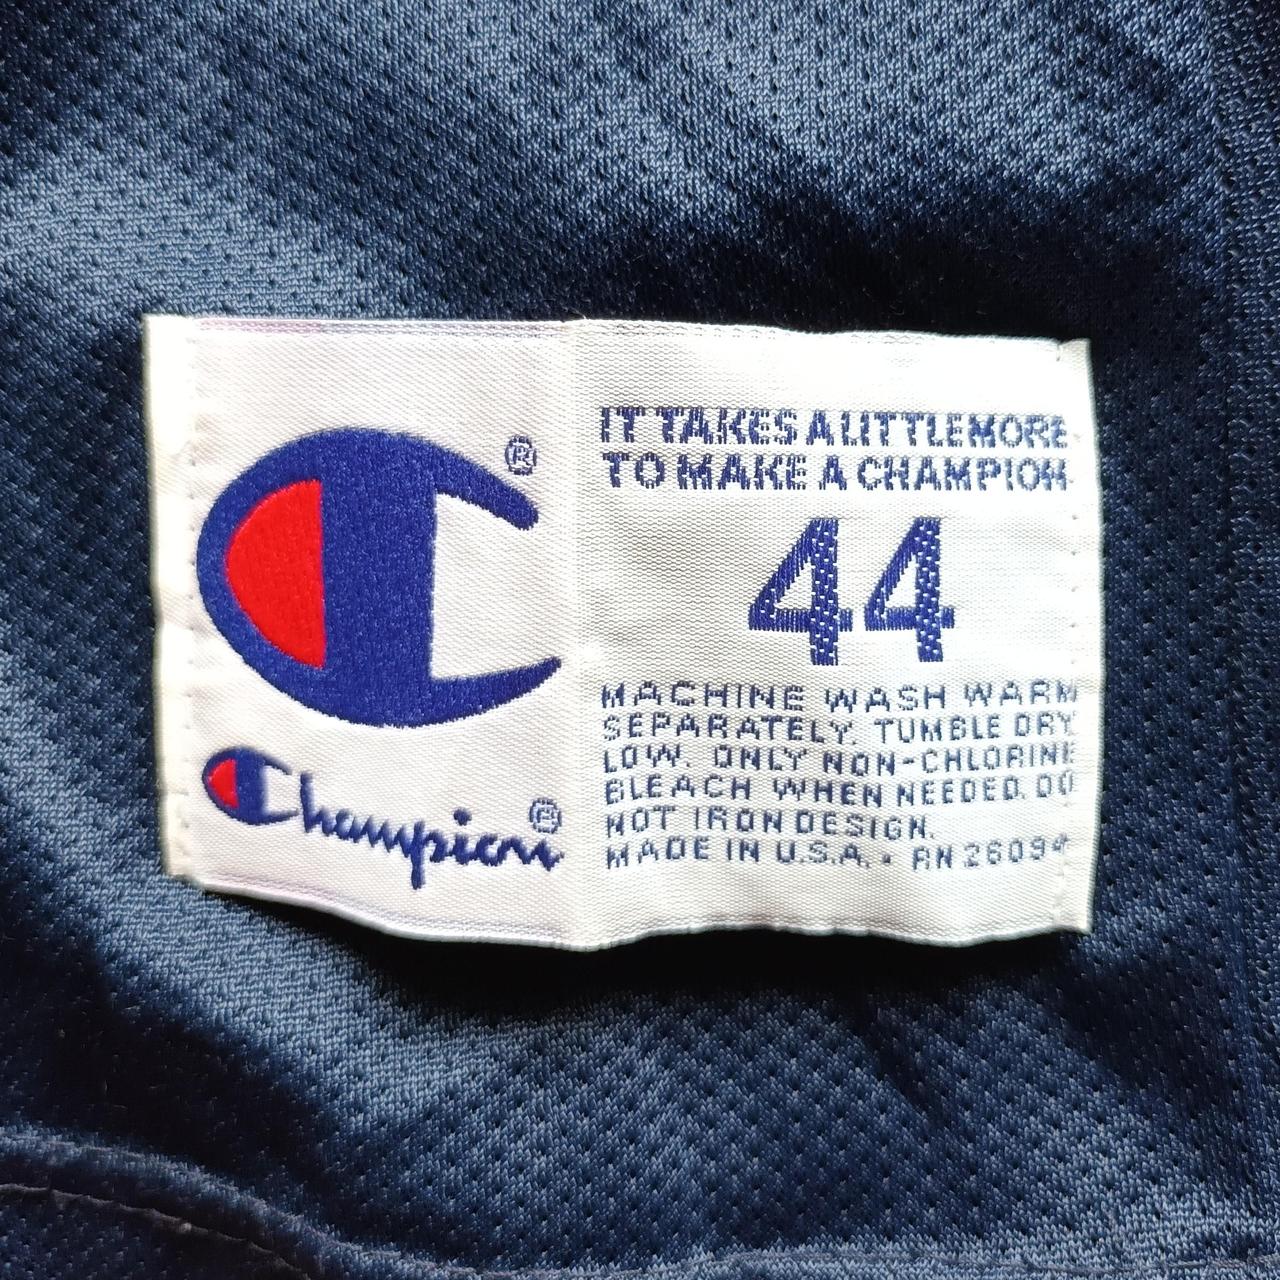 ®
Champion®
IT TAKES A LITTLE MORE
TO MAKE A CHAMPION
44
MACHINE WASH WARM
SEPARATELY. TUMBLE DRY
LOW. ONLY NON-CHLORINE
BLEACH WHEN NEEDED. DO
NOT IRON DESIGN.
MADE IN U.S.A. • RN 26094